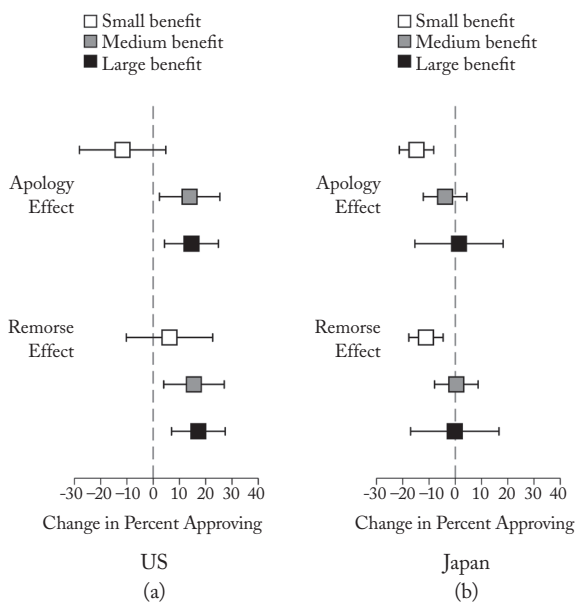 Small benefit
Medium benefit
Large benefit
Apology
Effect
Remorse
Effect
-30 –20 –10 0 10 20 30 40
Change in Percent Approving
US
(a)
Small benefit
Medium benefit
Large benefit
Apology
Effect
Remorse
Effect
-30 –20 –10 0 10 20 30 40
Change in Percent Approving
Japan
(b)